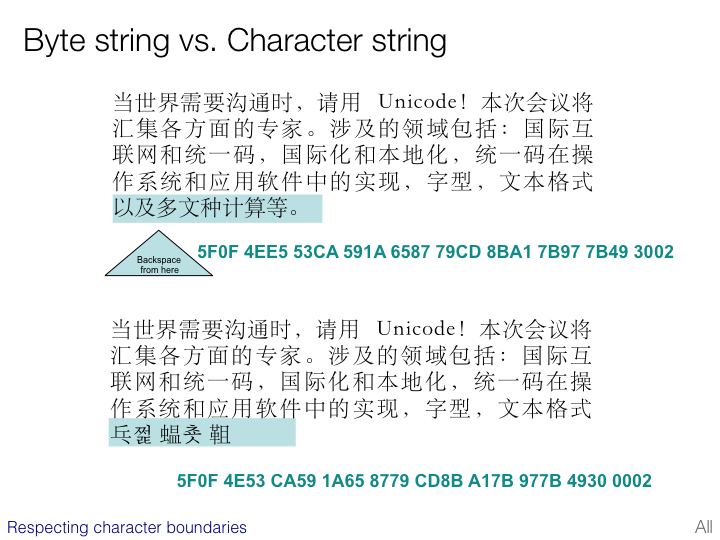 Byte string vs. Character string
当世界需要沟通时，请用 Unicode！本次会议将
汇集各方面的专家。涉及的领域包括：国际互
联网和统一码，国际化和本地化，统一码在操
作系统和应用软件中的实现，字型，文本格式
以及多文种计算等。
5F0F 4EE5 53CA 591A 6587 79CD 8BA1 7B97 7B49 3002
Backspace
from here
当世界需要沟通时，请用 Unicode！本次会议将
汇集各方面的专家。涉及的领域包括：国际互
联网和统一码，国际化和本地化，统一码在操
作系统和应用软件中的实现，字型，文本格式
5F0F 4E53 CA59 1A65 8779 CD8B A17B 977B 4930 0002
Respecting character boundaries
All